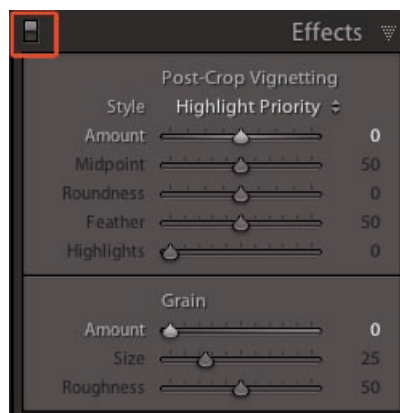 Effects
Post-Crop Vignetting
Style Highlight Priority
Amount 0
Midpoint 50
Roundness 0
Feather 50
Highlights 0
Grain
Amount 0
Size 25
Roughness 50